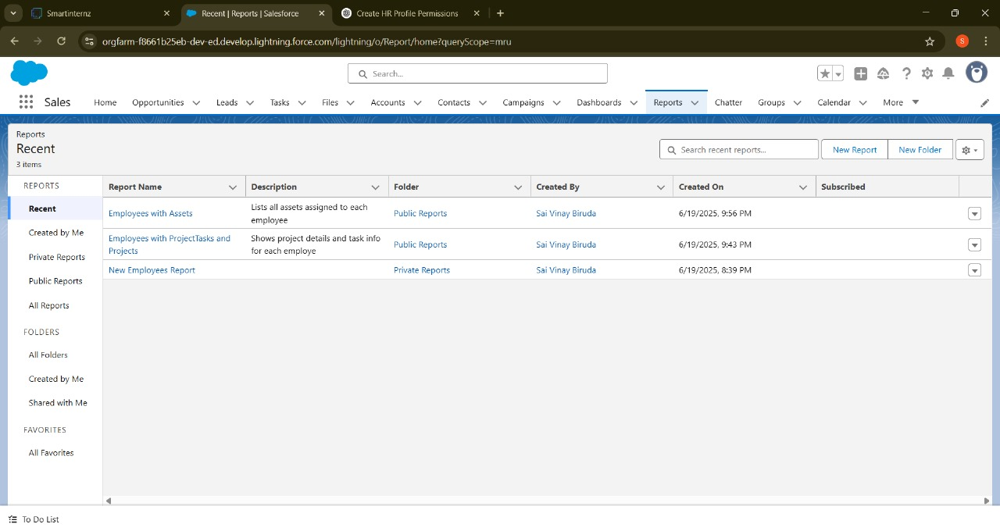 Smartinternz
Recent | Reports | Salesforce
Create HR Profile Permissions
orgfarm-f8661b25eb-dev-ed.develop.lightning.force.com/lightning/o/Report/home?queryScope=mru
S
Search...
Sales
Home
Opportunities
Leads
Tasks
Files
Accounts
Contacts
Campaigns
Dashboards
Reports
Chatter
Groups
Calendar
More
Reports
Recent
3 items
Search recent reports...
New Report
New Folder
REPORTS
Recent
Created by Me
Private Reports
Public Reports
All Reports
FOLDERS
All Folders
Created by Me
Shared with Me
FAVORITES
All Favorites
Report Name
Description
Folder
Created By
Created On
Subscribed
Employees with Assets
Lists all assets assigned to each
employee
Public Reports
Sai Vinay Biruda
6/19/2025, 9:56 PM
Employees with ProjectTasks and
Projects
Shows project details and task info
for each employe
Public Reports
Sai Vinay Biruda
6/19/2025, 9:43 PM
New Employees Report
Private Reports
Sai Vinay Biruda
6/19/2025, 8:39 PM
To Do List